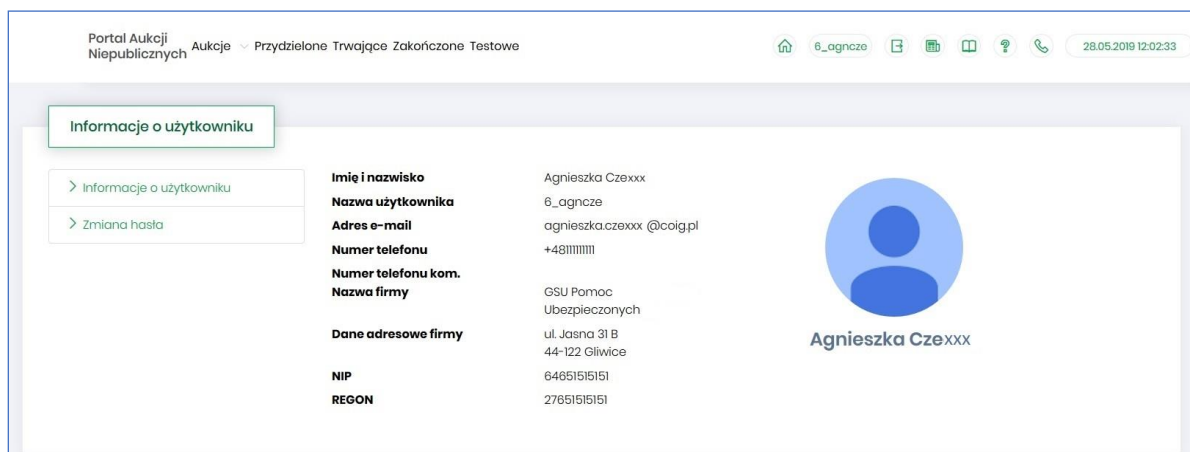 Portal Aukcji
Niepublicznych
Aukcje Przydzielone Trwające Zakończone Testowe
6_agncze
28.05.2019 12:02:33
Informacje o użytkowniku
Informacje o użytkowniku
Zmiana hasła
Imię i nazwisko Agnieszka Czexxx
Nazwa użytkownika 6_agncze
Adres e-mail agnieszka.czexxx @coig.pl
Numer telefonu +48111111111
Numer telefonu kom.
Nazwa firmy GSU Pomoc
Ubezpieczonych
Dane adresowe firmy ul. Jasna 31 B
44-122 Gliwice
NIP 64651515151
REGON 27651515151
Agnieszka Czexxx